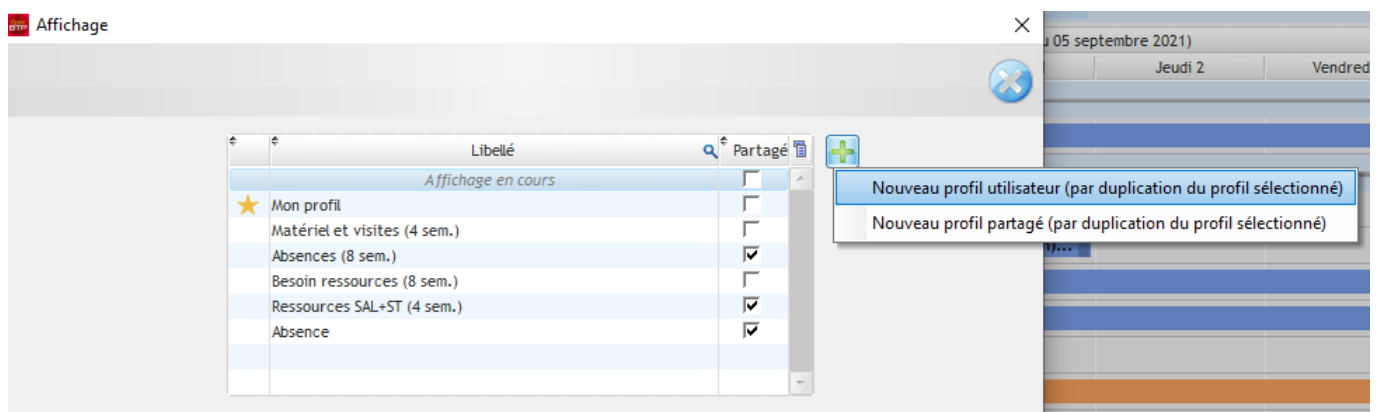 Affichage
u 05 septembre 2021)
Jeudi 2 Vendred
Libellé Partagé
Affichage en cours
Nouveau profil utilisateur (par duplication du profil sélectionné)
Mon profil
Nouveau profil partagé (par duplication du profil sélectionné)
Matériel et visites (4 sem.)
Absences (8 sem.)
Besoin ressources (8 sem.)
Ressources SAL+ST (4 sem.)
Absence